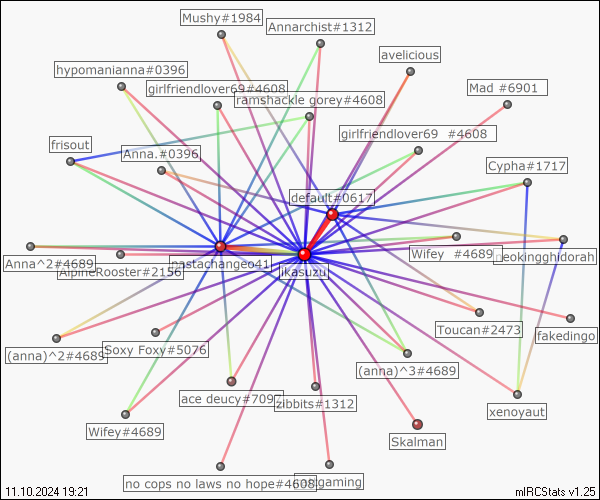 Mushy#1984
Annarchist#1312
avelicious
hypomanianna#0396
girlfriendlover69#4608
ramshackle gorey#4608
Mad #6901
girlfriendlover69 #4608
frisout
Anna.#0396
Cypha#1717
default#0617
Anna^2#4689
AlpineRooster#2156
pastachangeo41
ikasuzu
Wifey #4689
geokingghidorah
Toucan#2473
fakedingo
(anna)^2#4689
Soxy Foxy#5076
(anna)^3#4689
ace deucy#709
zibbits#1312
xenoyaut
Wifey#4689
Skalman
no cops no laws no hope#4608
gaming
11.10.2024 19:21
mIRCStats v1.25